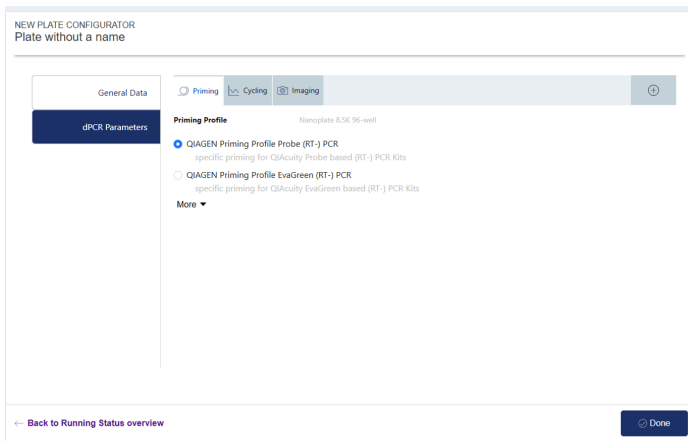 NEW PLATE CONFIGURATOR
Plate without a name
General Data
dPCR Parameters
Priming
Cycling
Imaging
Priming Profile
Nanoplate 8.5K 96-well
QIAGEN Priming Profile Probe (RT-) PCR
specific priming for QIAcuity Probe based (RT-) PCR Kits
QIAGEN Priming Profile EvaGreen (RT-) PCR
specific priming for QIAcuity EvaGreen based (RT-) PCR Kits
More
Back to Running Status overview
Done